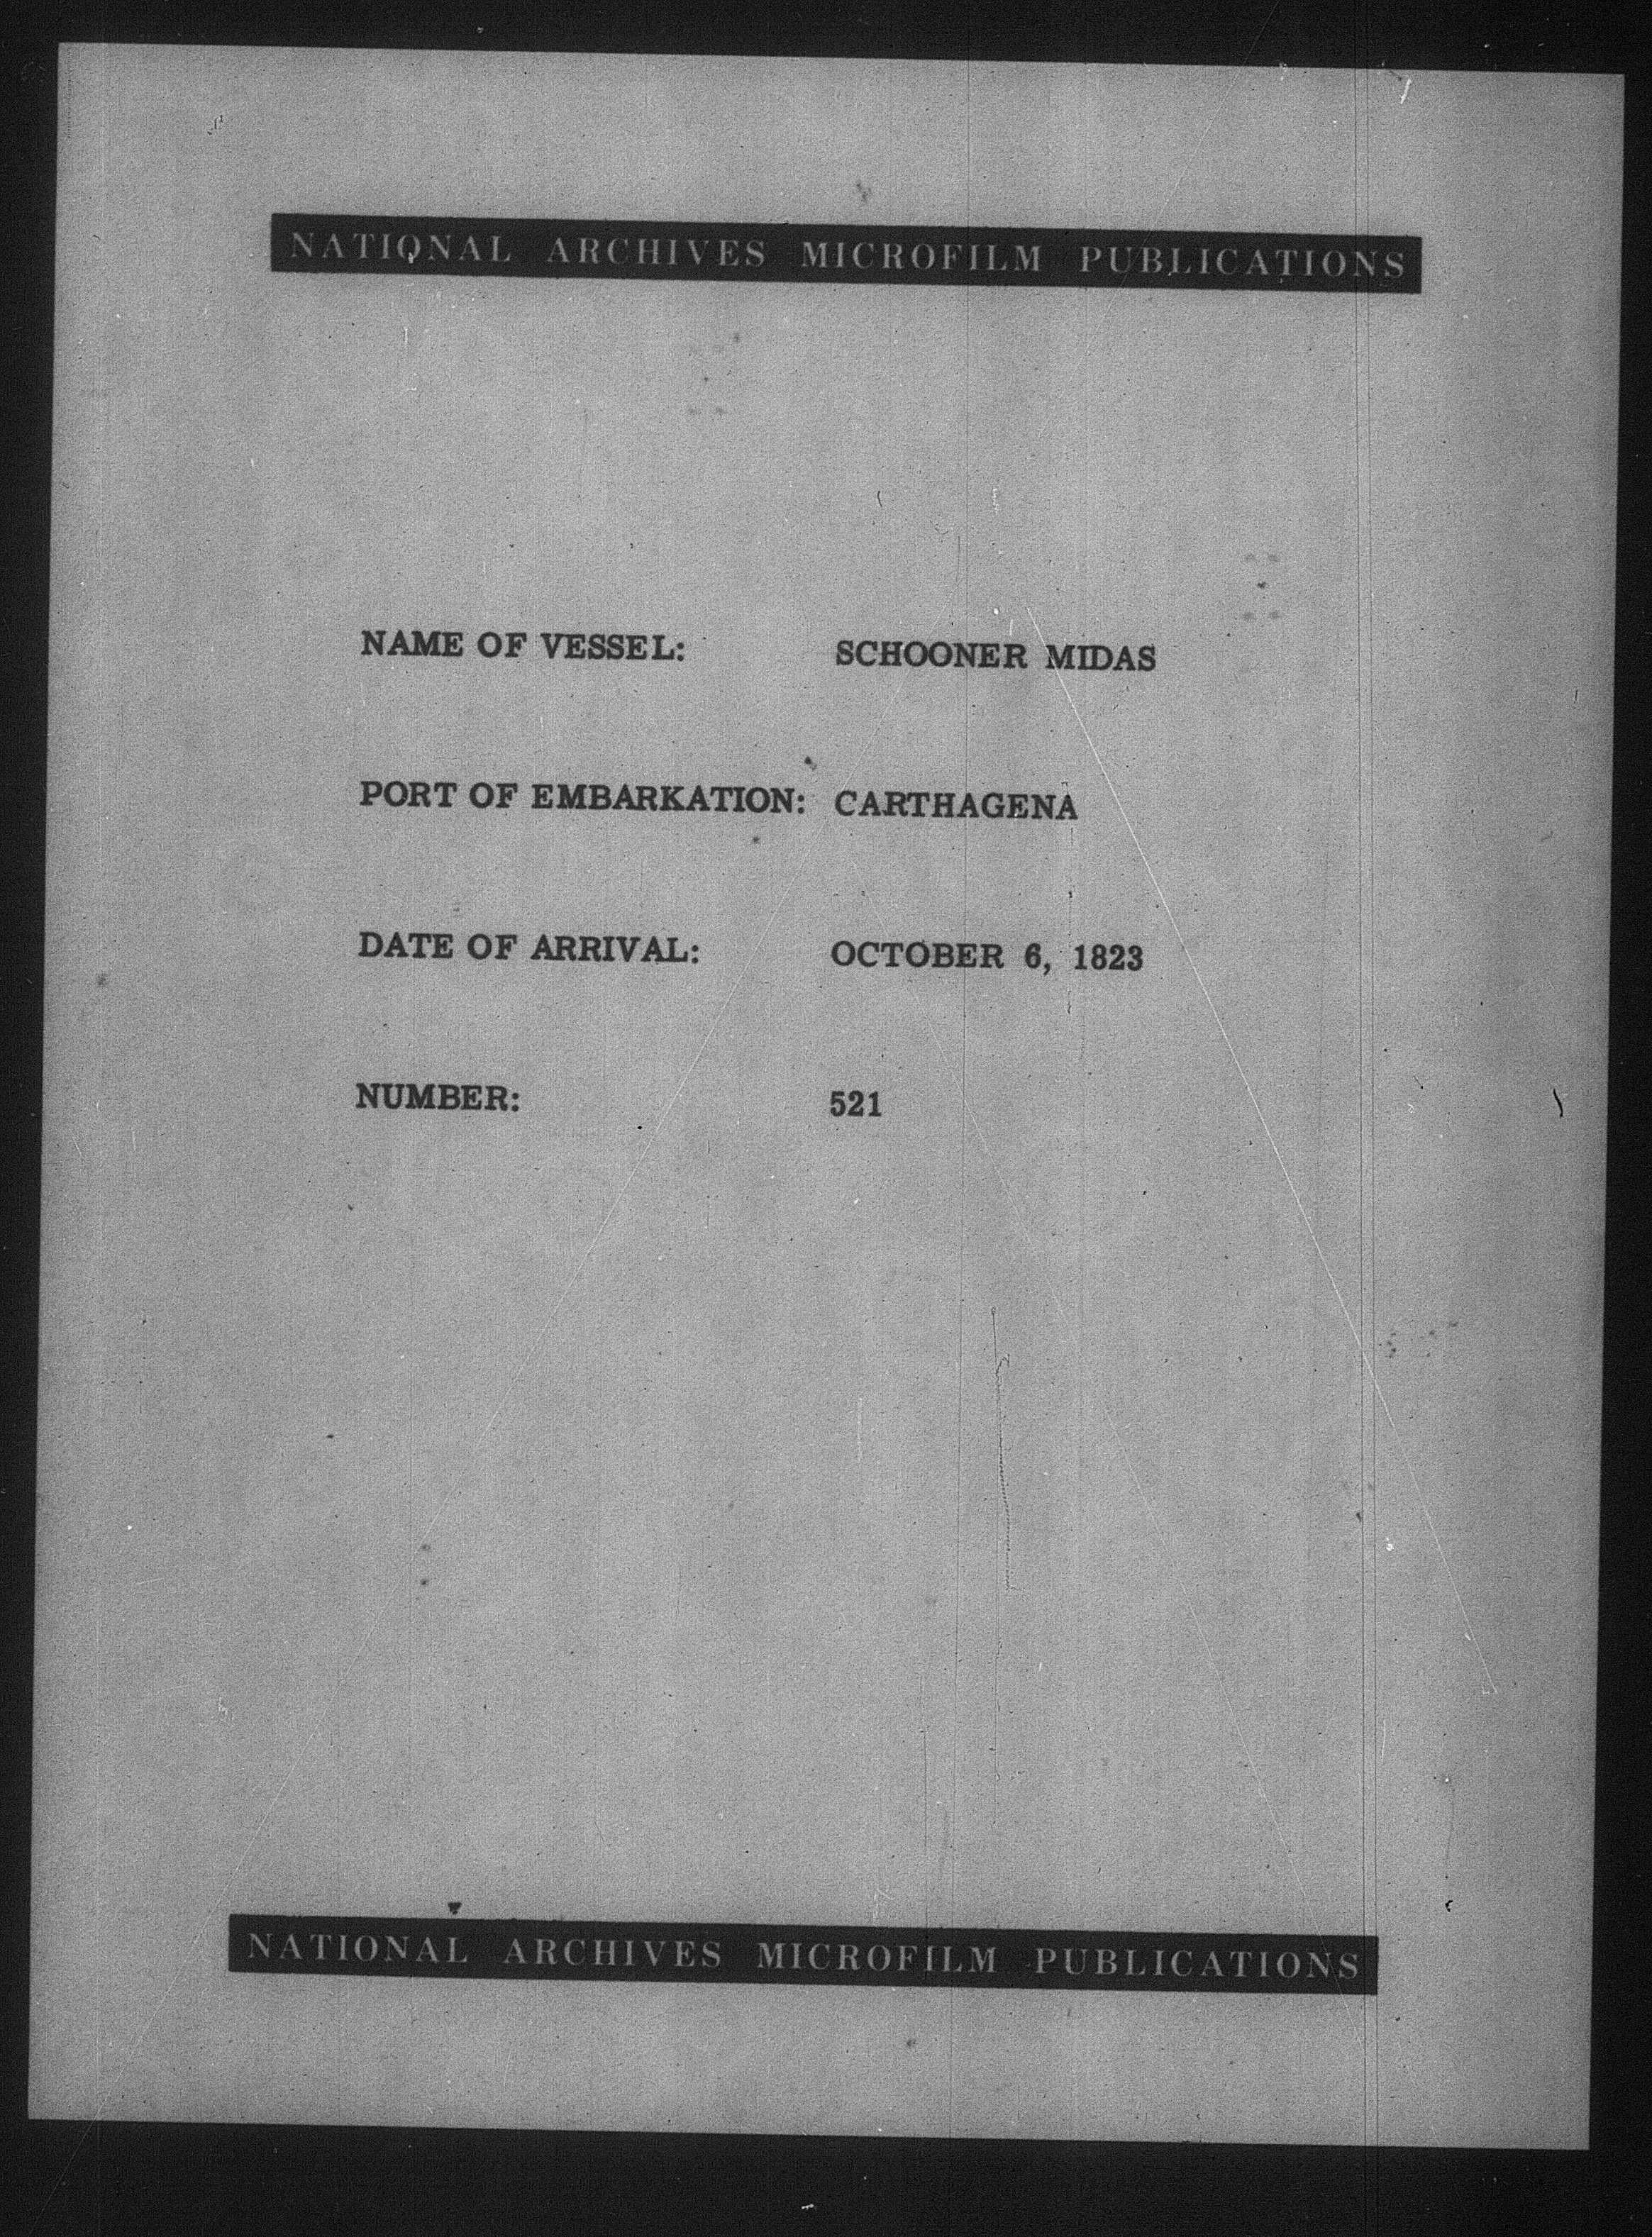 NATIONAL ARCHIVES MICROFILM PUBLICATIONS
NAME OF VESSEL: SCHOONER MIDAS
PORT OF EMBARKATION: CARTHAGENA
DATE OF ARRIVAL: OCTOBER 6, 1823
NUMBER: 521
NATIONAL ARCHIVES MICROFILM PUBLICATIONS